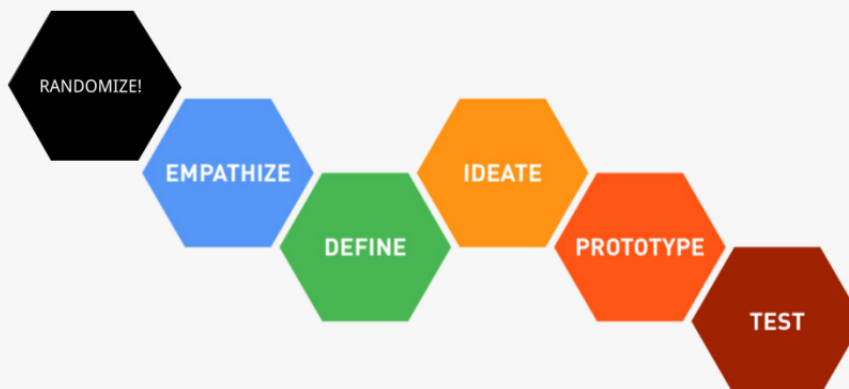 RANDOMIZE!
EMPATHIZE
DEFINE
IDEATE
PROTOTYPE
TEST